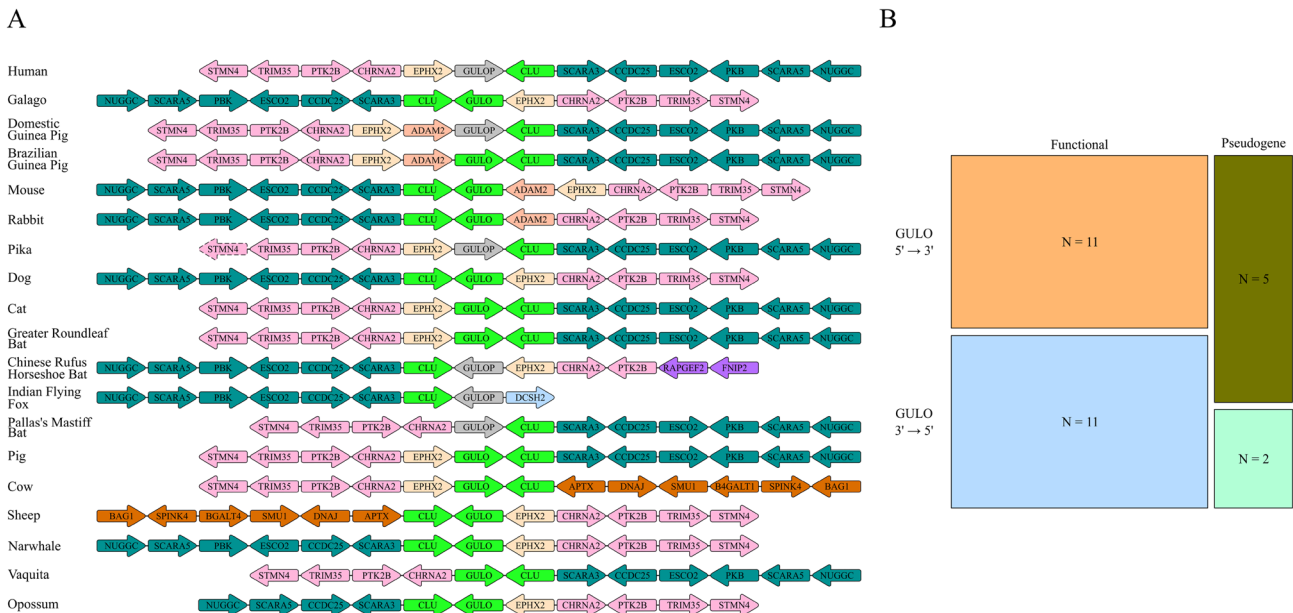 A
B
Human
STMN4 TRIM35 PTK2B CHRNA2 EPHX2 GULOP CLU SCARA3 CCDC25 ESCO2 PKB SCARA5 NUGGC
Galago
NUGGC SCARA5 PBK ESCO2 CCDC25 SCARA3 CLU GULO EPHX2 CHRNA2 PTK2B TRIM35 STMN4
Domestic
Guinea Pig
STMN4 TRIM35 PTK2B CHRNA2 EPHX2 ADAM2 GULOP CLU SCARA3 CCDC25 ESCO2 PKB SCARA5 NUGGC
Brazilian
Guinea Pig
STMN4 TRIM35 PTK2B CHRNA2 EPHX2 ADAM2 GULO CLU SCARA3 CCDC25 ESCO2 PKB SCARA5 NUGGC
Mouse
NUGGC SCARA5 PBK ESCO2 CCDC25 SCARA3 CLU GULO ADAM2 EPHX2 CHRNA2 PTK2B TRIM35 STMN4
Rabbit
NUGGC SCARA5 PBK ESCO2 CCDC25 SCARA3 CLU GULO ADAM2 CHRNA2 PTK2B TRIM35 STMN4
Pika
STMN4 TRIM35 PTK2B CHRNA2 EPHX2 GULOP CLU SCARA3 CCDC25 ESCO2 PKB SCARA5 NUGGC
Dog
NUGGC SCARA5 PBK ESCO2 CCDC25 SCARA3 CLU GULO EPHX2 CHRNA2 PTK2B TRIM35 STMN4
Cat
STMN4 TRIM35 PTK2B CHRNA2 EPHX2 GULO CLU SCARA3 CCDC25 ESCO2 PKB SCARA5 NUGGC
Greater Roundleaf
Bat
STMN4 TRIM35 PTK2B CHRNA2 EPHX2 GULO CLU SCARA3 CCDC25 ESCO2 PKB SCARA5 NUGGC
Chinese Rufus
Horseshoe Bat
NUGGC SCARA5 PBK ESCO2 CCDC25 SCARA3 CLU GULOP EPHX2 CHRNA2 PTK2B RAPGEF2 FNIP2
Indian Flying
Fox
NUGGC SCARA5 PBK ESCO2 CCDC25 SCARA3 CLU GULOP DCSH2
Pallas's Mastiff
Bat
STMN4 TRIM35 PTK2B CHRNA2 GULOP CLU SCARA3 CCDC25 ESCO2 PKB SCARA5 NUGGC
Pig
STMN4 TRIM35 PTK2B CHRNA2 EPHX2 GULO CLU SCARA3 CCDC25 ESCO2 PKB SCARA5 NUGGC
Cow
STMN4 TRIM35 PTK2B CHRNA2 EPHX2 GULO CLU APTX DNAJ SMU1 B4GALT1 SPINK4 BAG1
Sheep
BAG1 SPINK4 BGALT4 SMU1 DNAJ APTX CLU GULO EPHX2 CHRNA2 PTK2B TRIM35 STMN4
Narwhale
NUGGC SCARA5 PBK ESCO2 CCDC25 SCARA3 CLU GULO EPHX2 CHRNA2 PTK2B TRIM35 STMN4
Vaquita
STMN4 TRIM35 PTK2B CHRNA2 GULO CLU SCARA3 CCDC25 ESCO2 PKB SCARA5 NUGGC
Opossum
NUGGC SCARA5 CCDC25 SCARA3 CLU GULO EPHX2 CHRNA2 PTK2B TRIM35 STMN4
Functional
Pseudogene
GULO
5' → 3'
N = 11
N = 5
GULO
3' → 5'
N = 11
N = 2